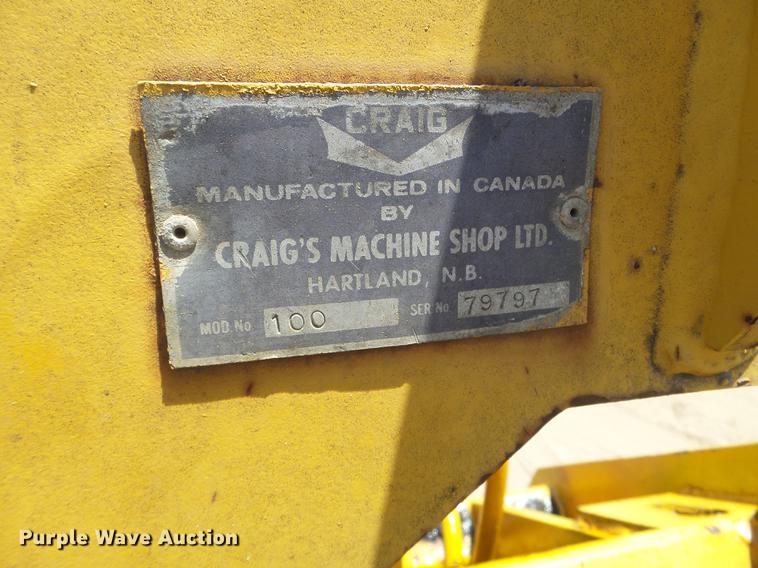 CRAIG
MANUFACTURED IN CANADA
BY
CRAIG'S MACHINE SHOP LTD.
HARTLAND, N.B.
MOD. No 100 SER No 79797
Purple Wave Auction